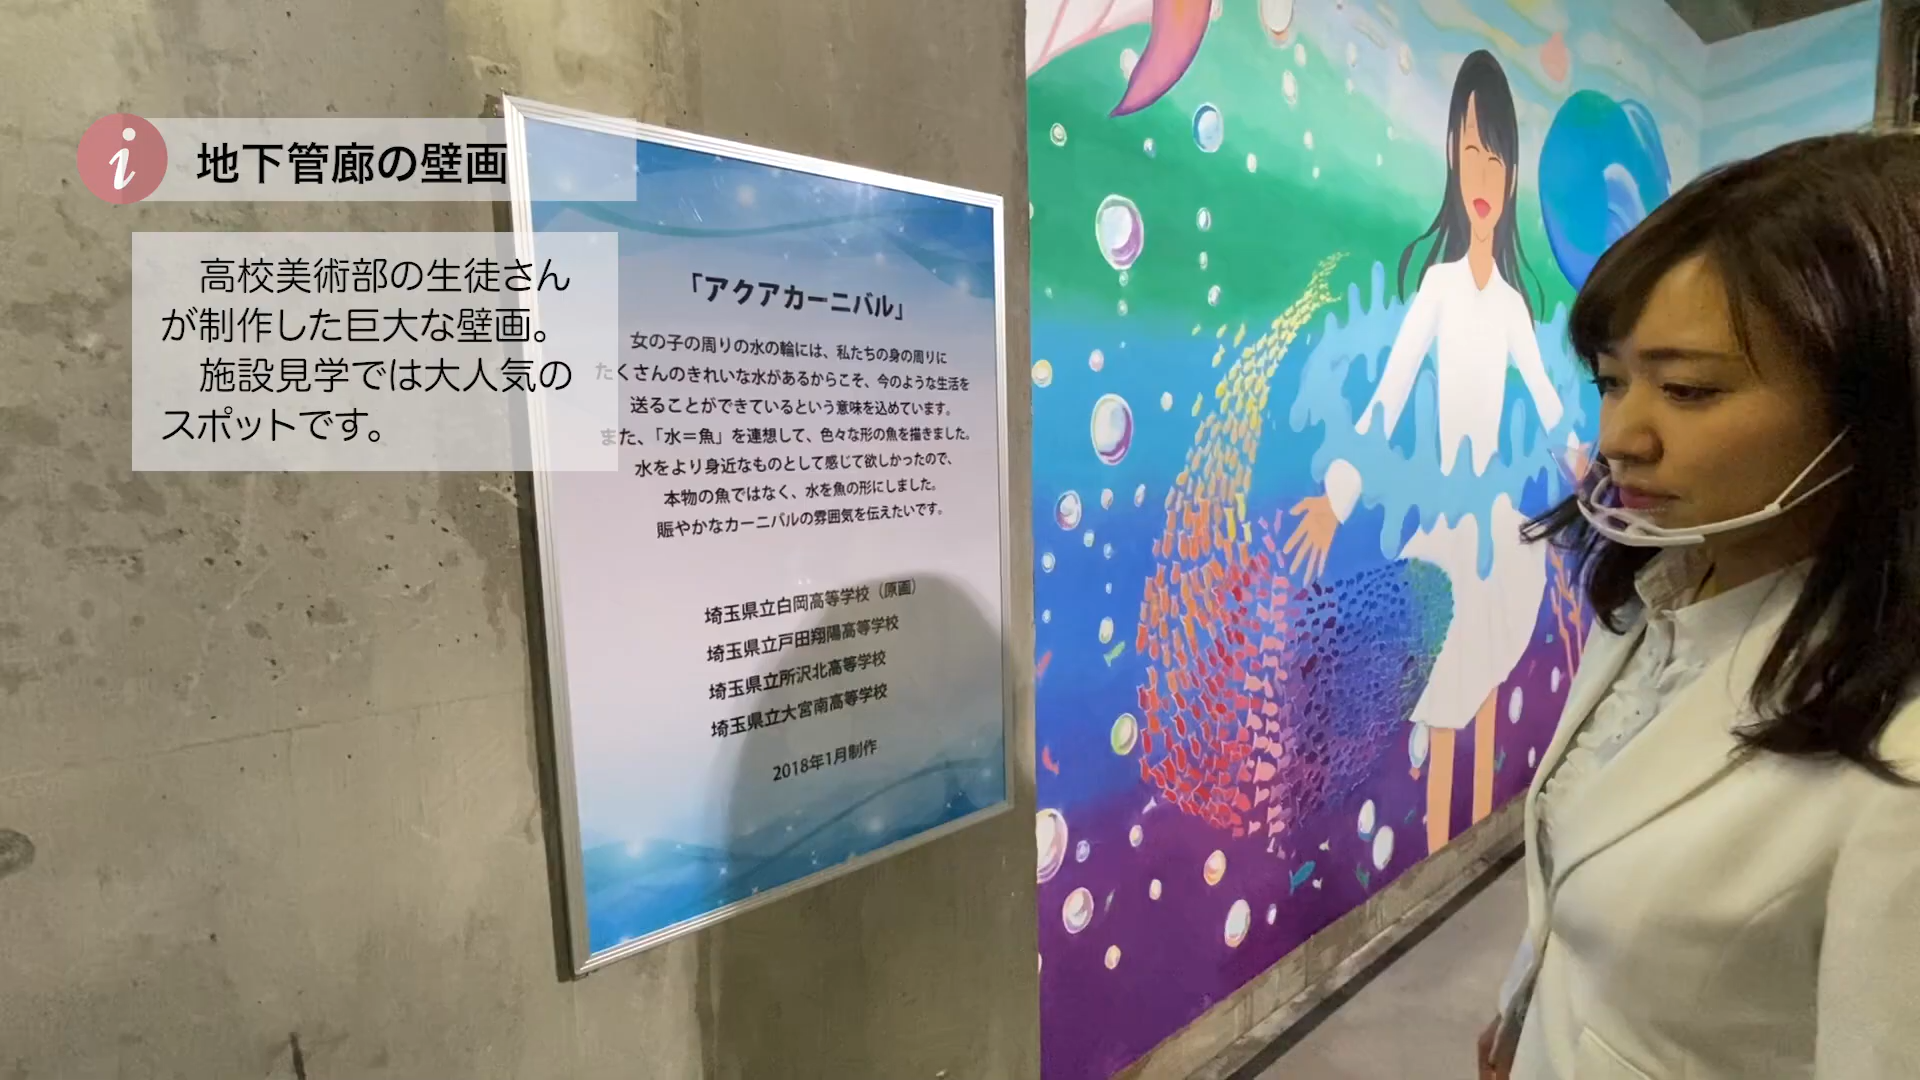 地下管廊の壁画
高校美術部の生徒さん
が制作した巨大な壁画。
施設見学では大人気の
スポットです。
「アクアカーニバル」
女の子の周りの水の輪には、私たちの身の周りに
たくさんのきれいな水があるからこそ、今のような生活を
送ることができているという意味を込めています。
また、「水＝魚」を連想して、色々な形の魚を描きました。
水をより身近なものとして感じて欲しかったので、
本物の魚ではなく、水を魚の形にしました。
賑やかなカーニバルの雰囲気を伝えたいです。
埼玉県立白岡高等学校（原画）
埼玉県立戸田翔陽高等学校
埼玉県立所沢北高等学校
埼玉県立大宮南高等学校
2018年1月制作